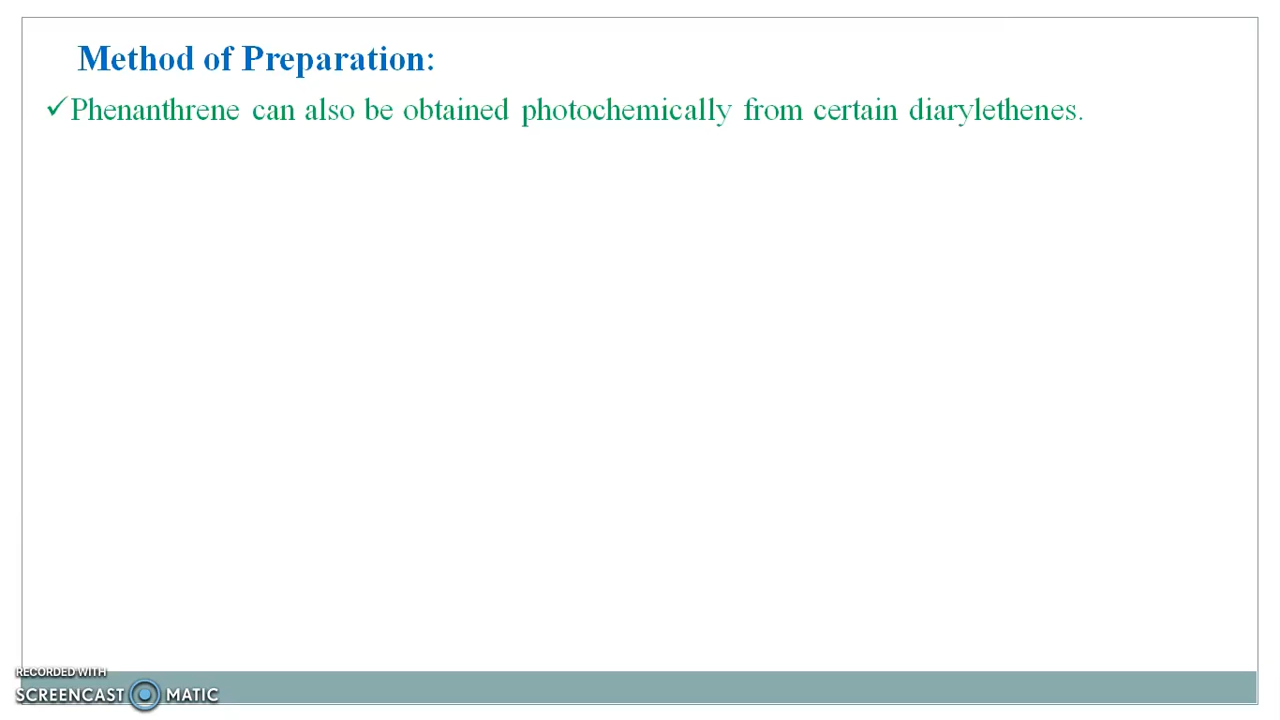 Method of Preparation:
✓Phenanthrene can also be obtained photochemically from certain diarylethenes.
RECORDED WITH
SCREENCAST MATIC